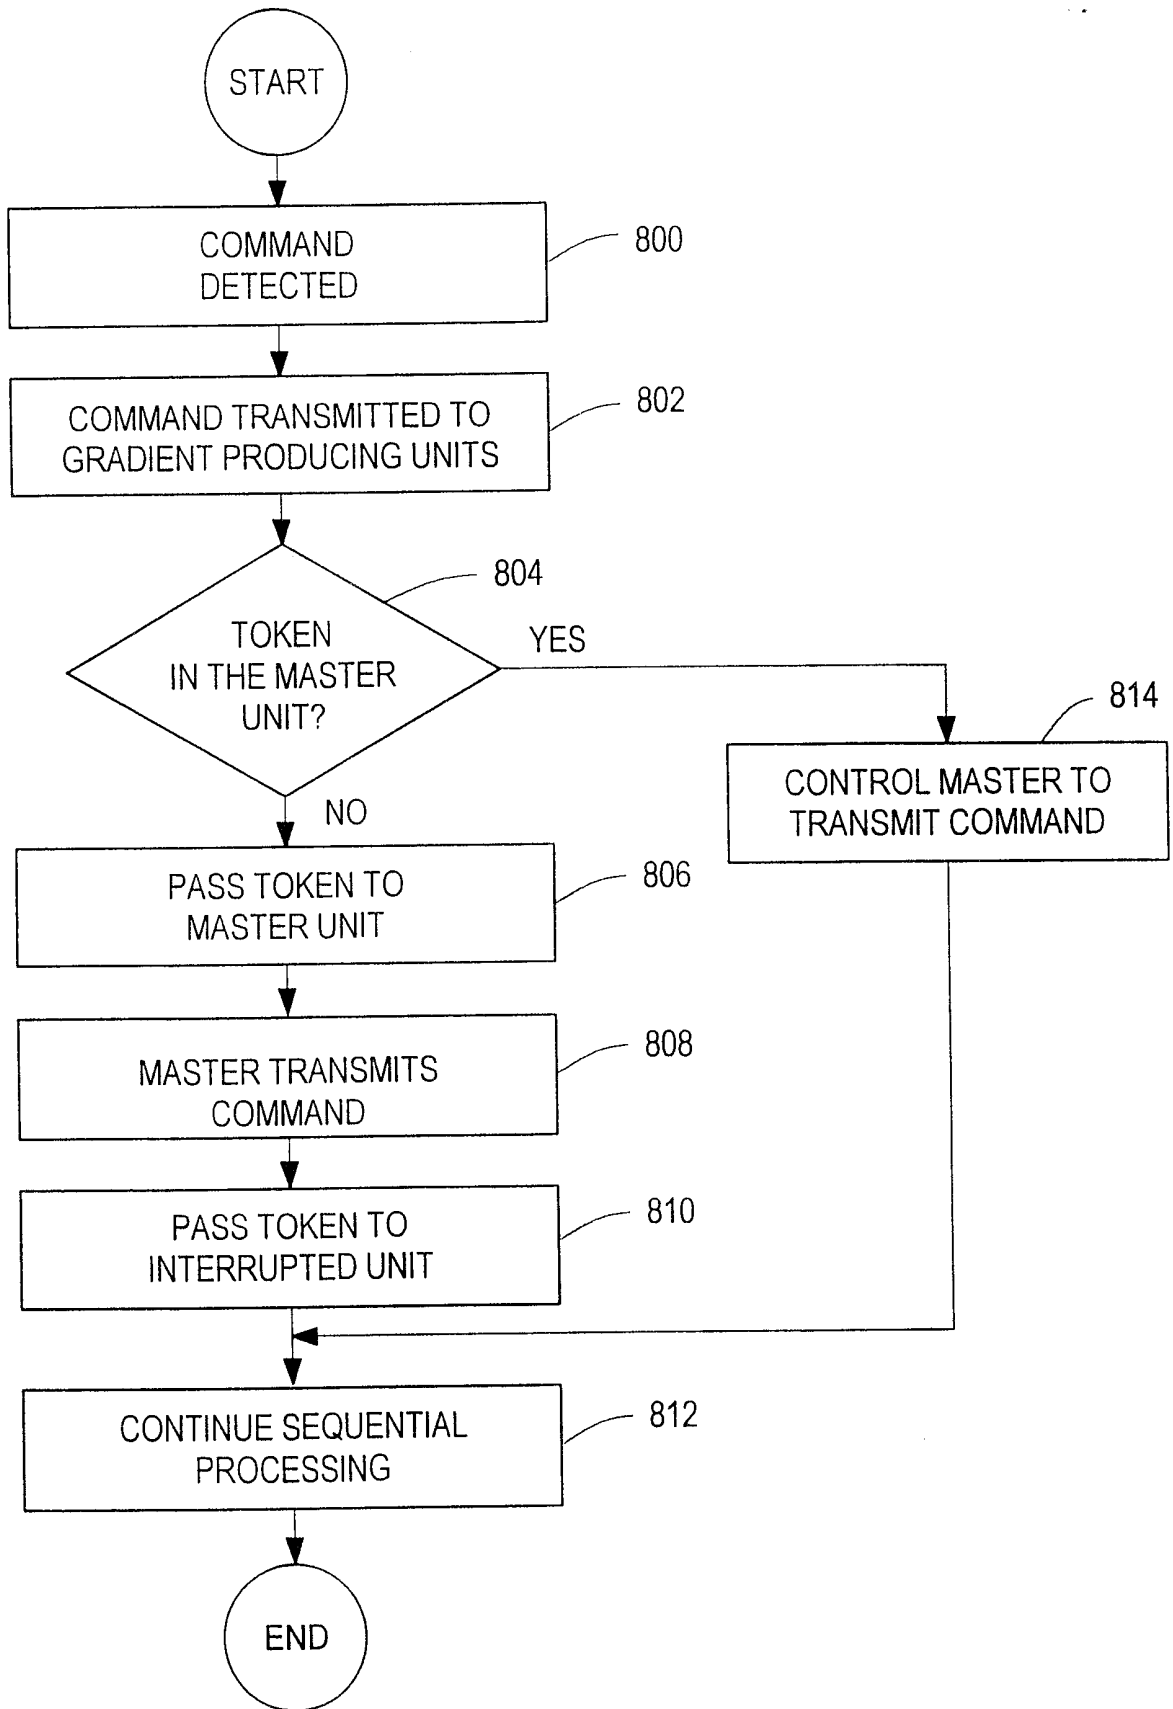 START
COMMAND
DETECTED
800
COMMAND TRANSMITTED TO
GRADIENT PRODUCING UNITS
802
804
TOKEN
IN THE MASTER
UNIT?
YES
NO
814
CONTROL MASTER TO
TRANSMIT COMMAND
PASS TOKEN TO
MASTER UNIT
806
MASTER TRANSMITS
COMMAND
808
PASS TOKEN TO
INTERRUPTED UNIT
810
CONTINUE SEQUENTIAL
PROCESSING
812
END